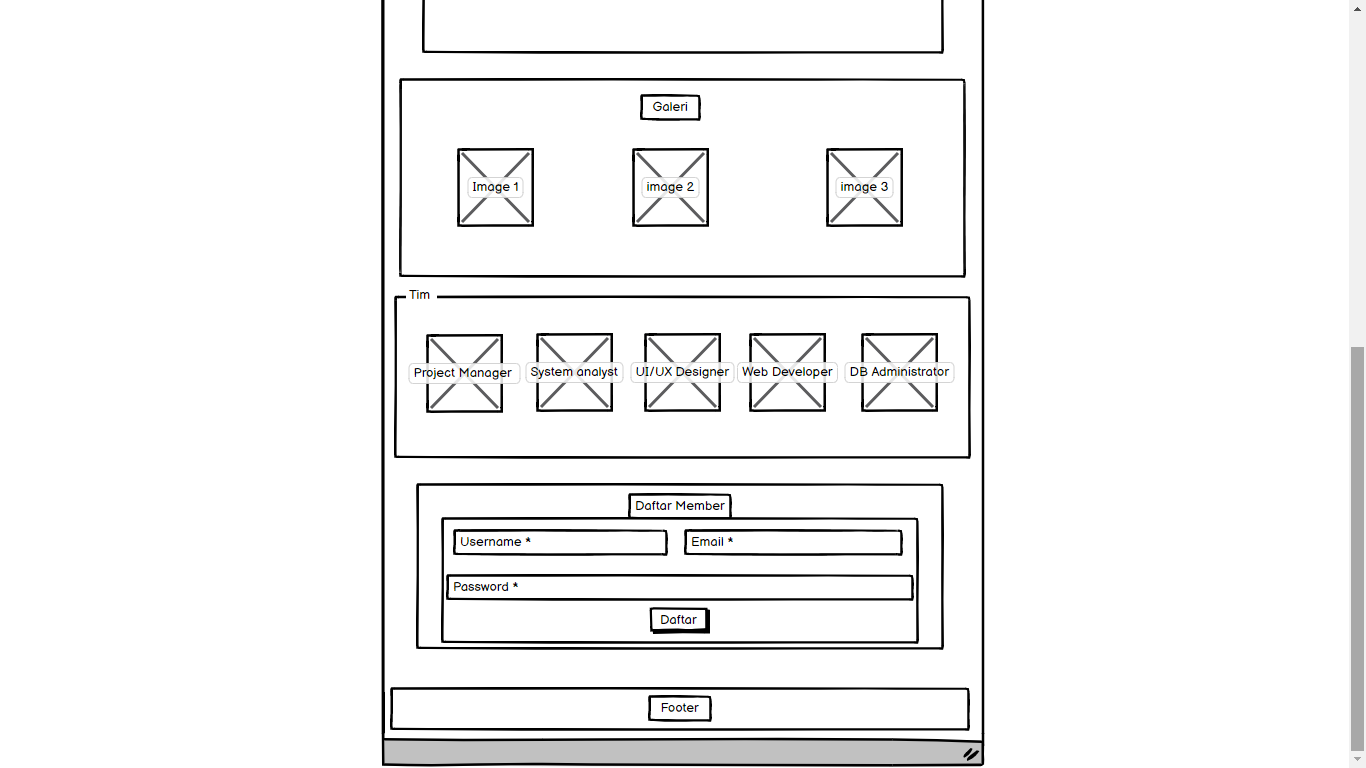 Galeri
Image 1 image 2 image 3
Tim
Project Manager System analyst UI/UX Designer Web Developer DB Administrator
Daftar Member
Username * Email *
Password *
Daftar
Footer